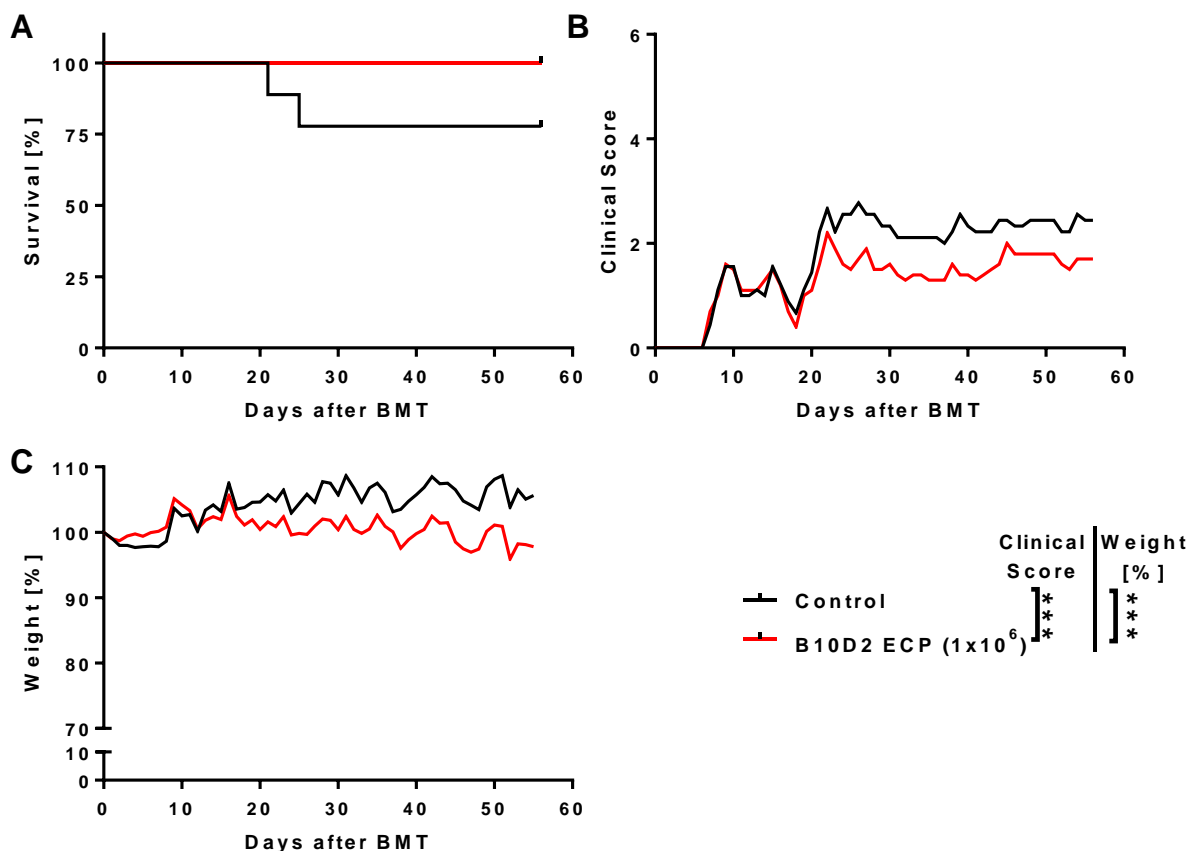 A
Survival [%]
100
75
50
25
0
0 10 20 30 40 50 60
Days after BMT
B
Clinical Score
6
4
2
0
0 10 20 30 40 50 60
Days after BMT
C
Weight [%]
110
100
90
80
70
10
0
0 10 20 30 40 50 60
Days after BMT
Clinical Weight
Score [%]
Control
B10D2 ECP (1x10⁶)
*** ***